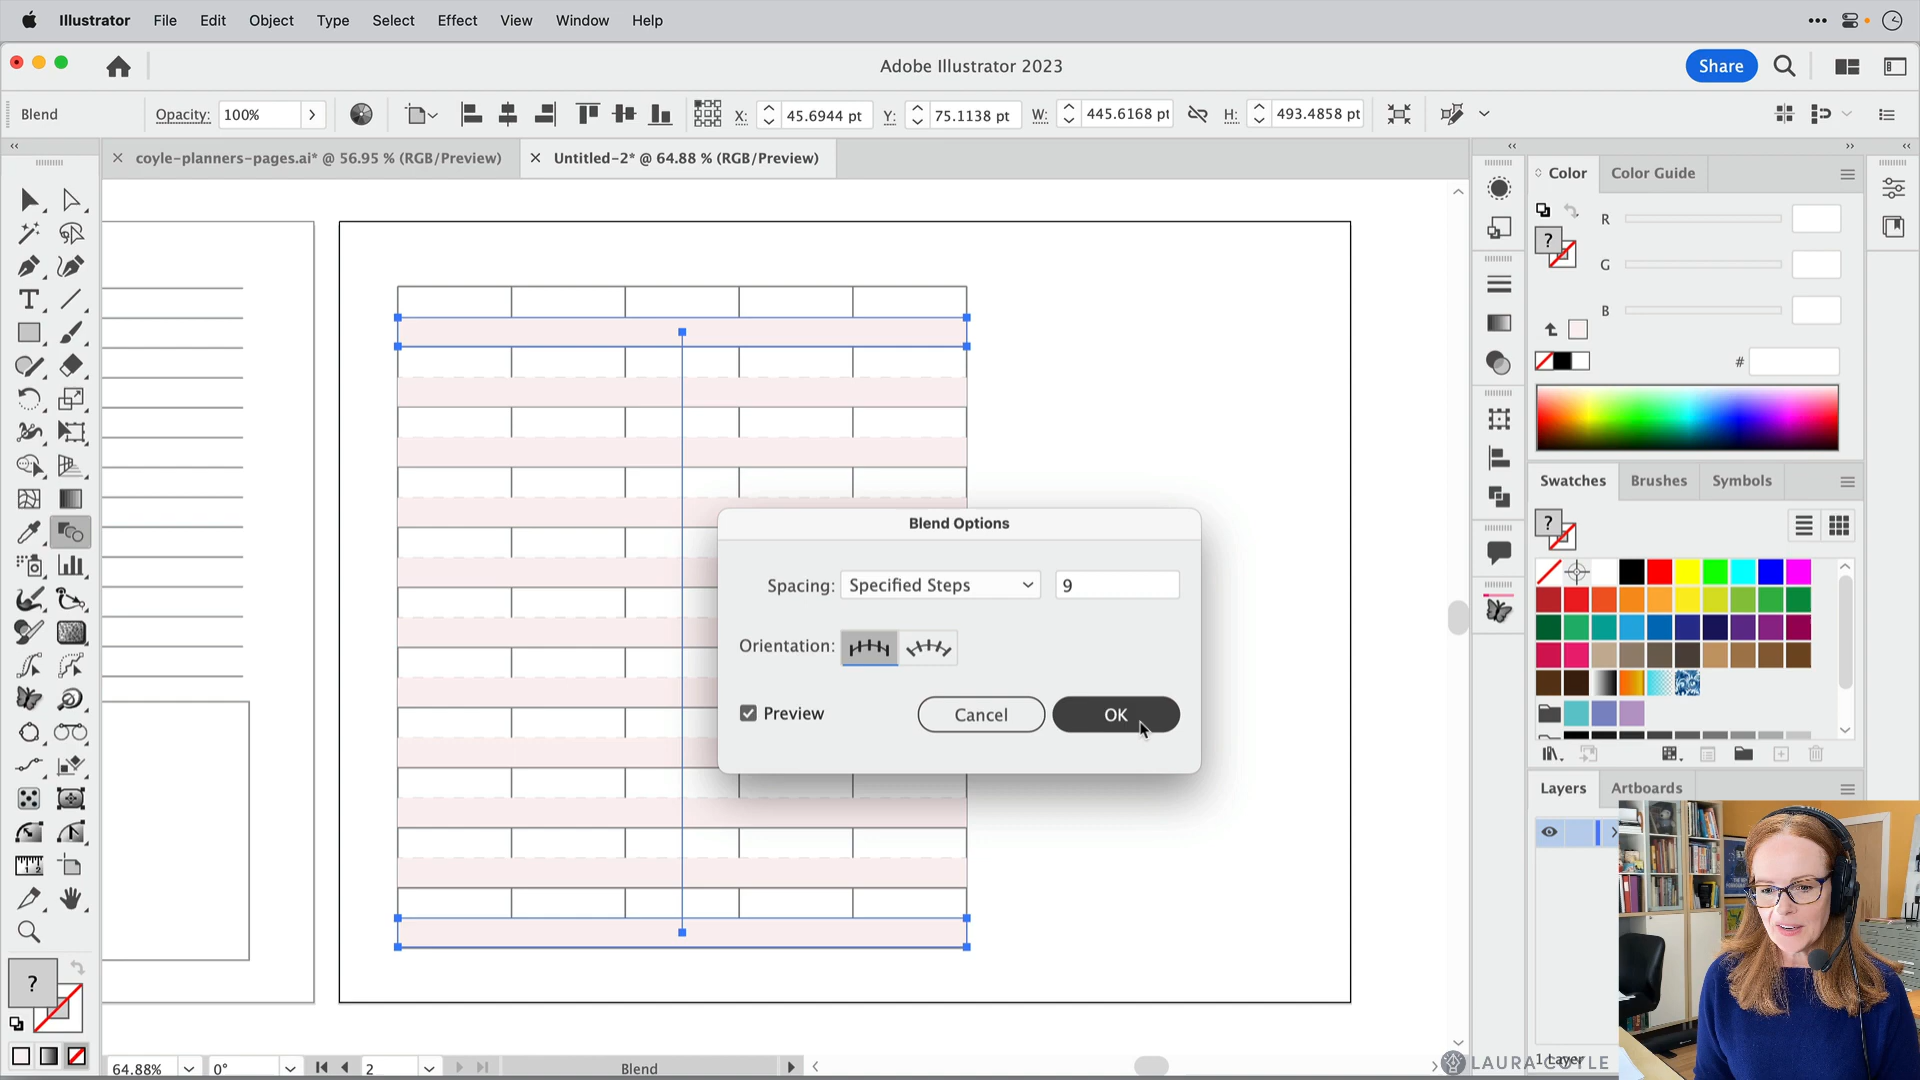 Illustrator File Edit Object Type Select Effect View Window Help
Adobe Illustrator 2023
Share
Blend Opacity: 100% X: 45.6944 pt Y: 75.1138 pt W: 445.6168 pt H: 493.4858 pt
coyle-planners-pages.ai* @ 56.95 % (RGB/Preview) Untitled-2* @ 64.88 % (RGB/Preview)
Color Color Guide
R
?
G
B
#
Swatches Brushes Symbols
?
Blend Options
Spacing: Specified Steps 9
Orientation:
Preview Cancel OK
Layers Artboards
?
1 Layer
LAURA COYLE
64.88% 0° 2 Blend